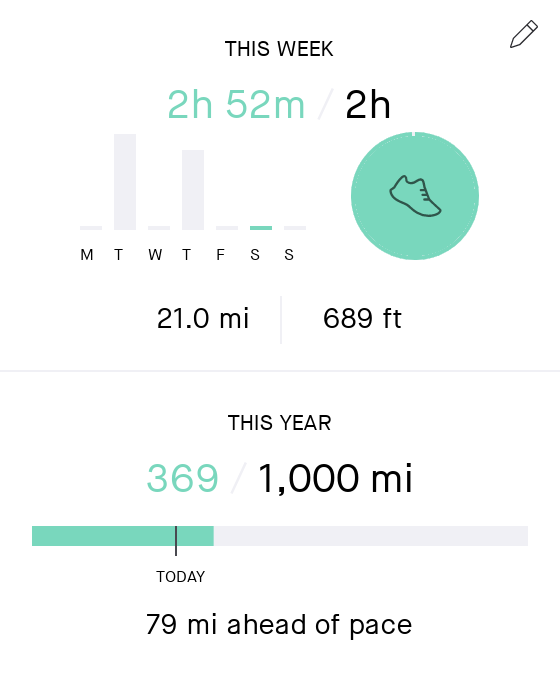 THIS WEEK
2h 52m / 2h
M T W T F S S
21.0 mi 689 ft
THIS YEAR
369 / 1,000 mi
TODAY
79 mi ahead of pace